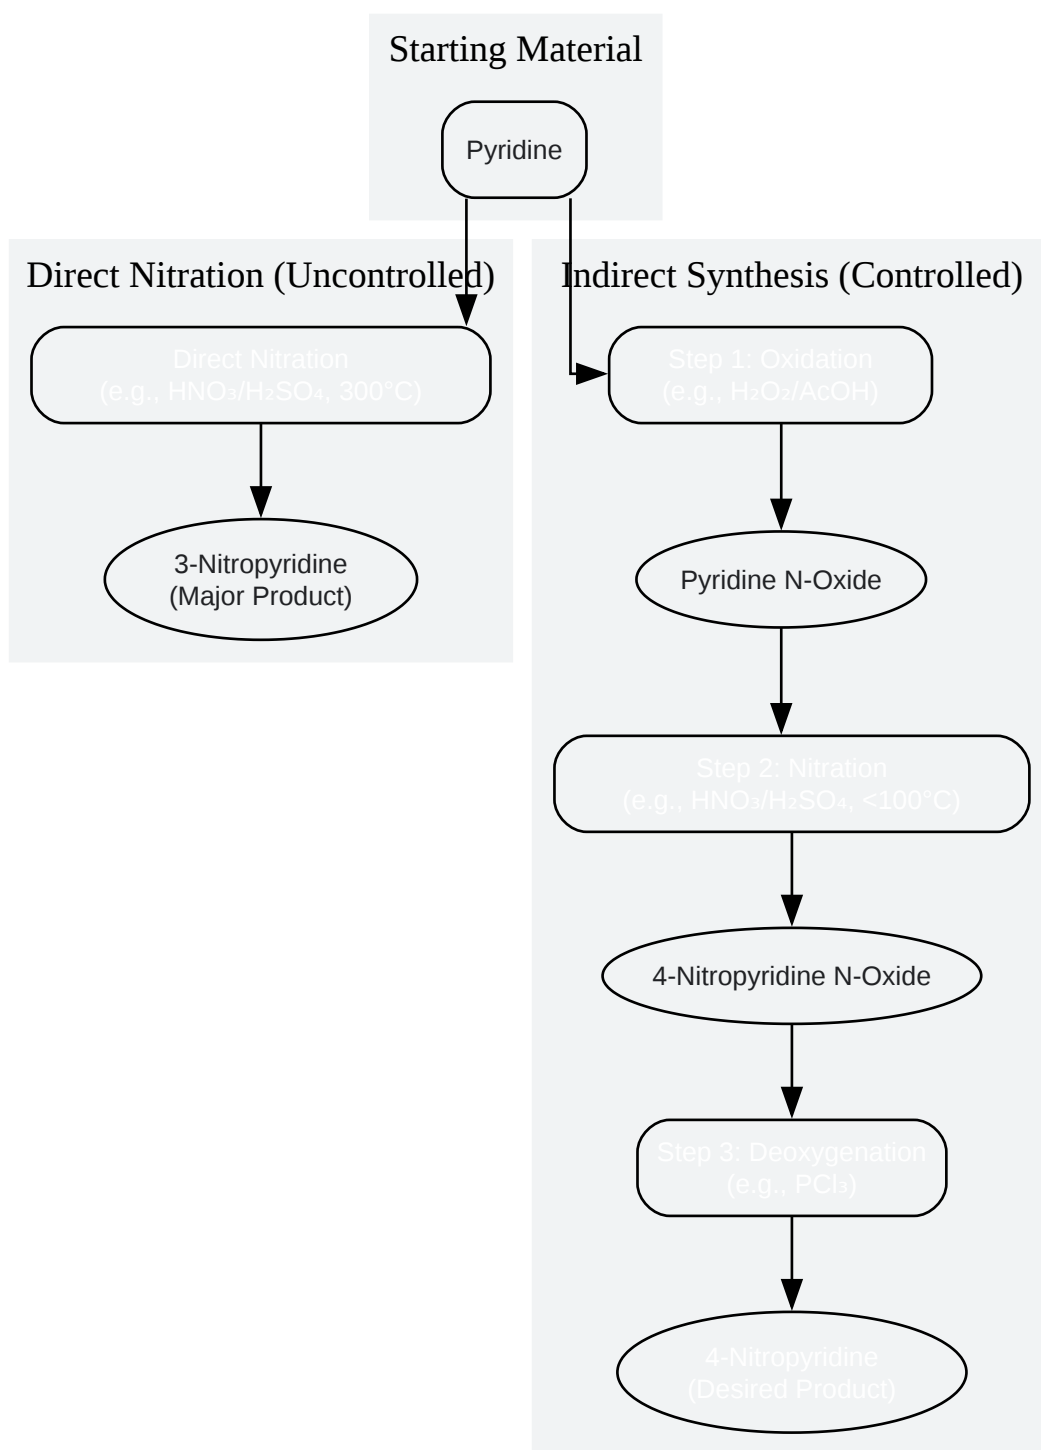 Starting Material
Pyridine
Direct Nitration (Uncontrolled)
Direct Nitration
(e.g., HNO₃/H₂SO₄, 300°C)
3-Nitropyridine
(Major Product)
Indirect Synthesis (Controlled)
Step 1: Oxidation
(e.g., H₂O₂/AcOH)
Pyridine N-Oxide
Step 2: Nitration
(e.g., HNO₃/H₂SO₄, <100°C)
4-Nitropyridine N-Oxide
Step 3: Deoxygenation
(e.g., PCl₃)
4-Nitropyridine
(Desired Product)